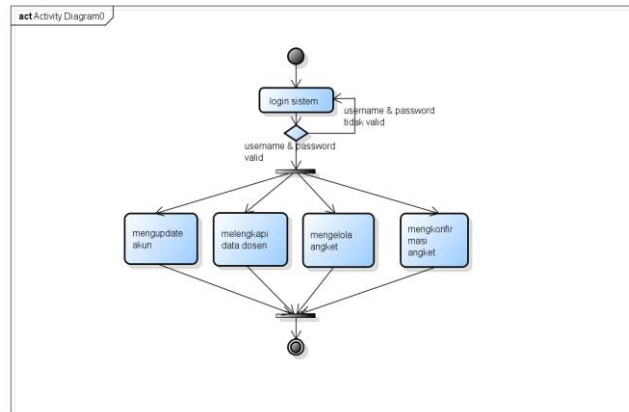 act Activity Diagram0
login sistem
username & password
tidak valid
username & password
valid
mengupdate
akun
melengkapi
data dosen
mengelola
angket
mengkonfir
masi
angket